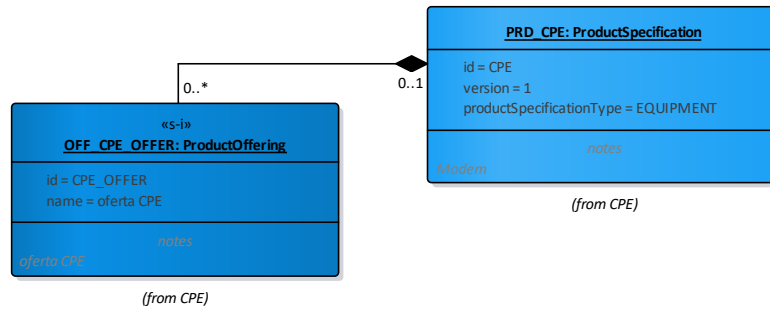 PRD_CPE: ProductSpecification
id = CPE
version = 1
productSpecificationType = EQUIPMENT
notes
Modem
(from CPE)
0..1
0..*
«s-i»
OFF_CPE_OFFER: ProductOffering
id = CPE_OFFER
name = oferta CPE
notes
oferta CPE
(from CPE)